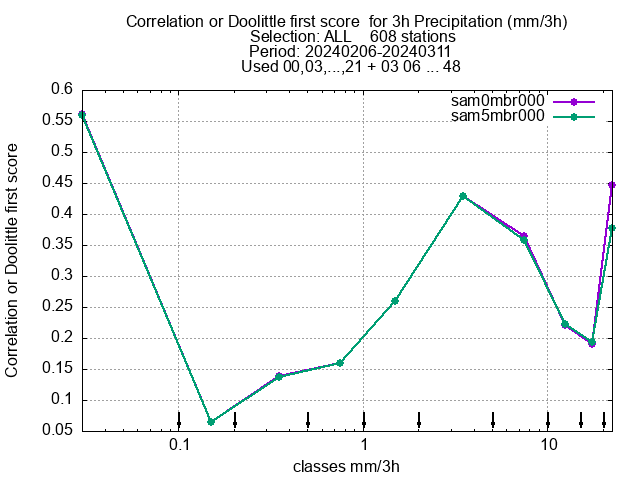 Correlation or Doolittle first score  for 3h Precipitation (mm/3h)
Selection: ALL    608 stations
Period: 20240206-20240311
Used 00,03,...,21 + 03 06 ... 48
sam0mbr000
sam5mbr000
Correlation or Doolittle first score
0.6
0.55
0.5
0.45
0.4
0.35
0.3
0.25
0.2
0.15
0.1
0.05
0.1
1
10
classes mm/3h